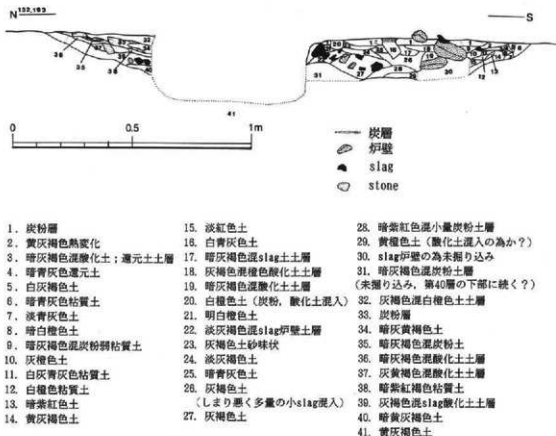 N 132.193
S
38
35
38
31
30
28
27
12
13
41
0 0.5 1m
炭層
炉壁
slag
stone
1. 炭粉層
2. 黄灰褐色熱変化
3. 暗灰褐色混酸化土；還元土土層
4. 暗青灰色還元土
5. 白灰褐色土
6. 暗青灰色粘質土
7. 淡青灰色土
8. 暗白橙色土
9. 暗灰褐色混炭粉弱粘質土
10. 灰橙色土
11. 白灰青灰色粘質土
12. 白橙色粘質土
13. 暗紫紅色土
14. 黄灰褐色土
15. 淡紅色土
16. 白青灰色土
17. 暗灰褐色混slag土土層
18. 灰褐色混橙色酸化土土層
19. 暗灰褐色混酸化土層
20. 白橙色土（炭粉，酸化土混入）
21. 明白橙色土
22. 淡灰褐色混slag炉壁土層
23. 灰褐色土砂味状
24. 淡灰褐色土
25. 暗青灰色土
26. 灰褐色土
（しまり悪く多量の小slag混入）
27. 灰褐色土
28. 暗紫紅色混小量炭粉土層
29. 黄橙色土（酸化土混入の為か？）
30. slag炉壁の為未掘り込み
31. 暗灰褐色混炭粉土層
（未掘り込み，第40層の下部に続く？）
32. 灰褐色混白橙色土土層
33. 炭粉層
34. 暗灰黄褐色土
35. 暗灰褐色混炭粉土
36. 暗灰褐色混酸化土土層
37. 灰黄褐色混酸化土土層
38. 暗紫紅褐色粘質土
39. 灰褐色混slag酸化土土層
40. 暗黄灰褐色土
41. 黄灰褐色土